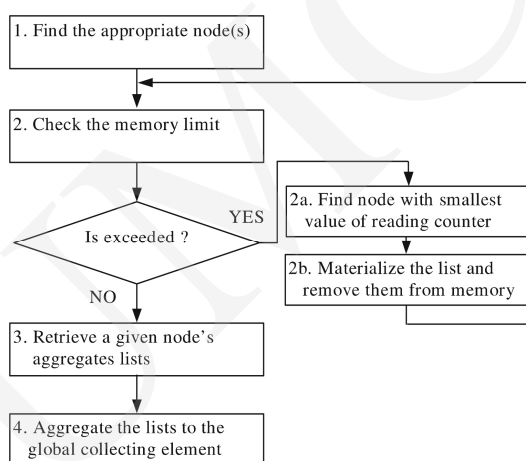 1. Find the appropriate node(s)
2. Check the memory limit
Is exceeded ?
YES
2a. Find node with smallest
value of reading counter
2b. Materialize the list and
remove them from memory
NO
3. Retrieve a given node's
aggregates lists
4. Aggregate the lists to the
global collecting element